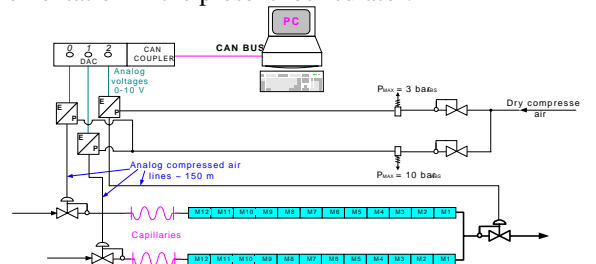 PC
0 1 2
DAC
CAN
COUPLER
CAN BUS
Analog
voltages
0-10 V
E
P
E
P
E
P
PMAX = 3 bar
Dry compresse
air
PMAX = 10 bar
Analog compressed air
lines ~ 150 m
Capillaries
M12 M11 M10 M9 M8 M7 M6 M5 M4 M3 M2 M1
M12 M11 M10 M9 M8 M7 M6 M5 M4 M3 M2 M1